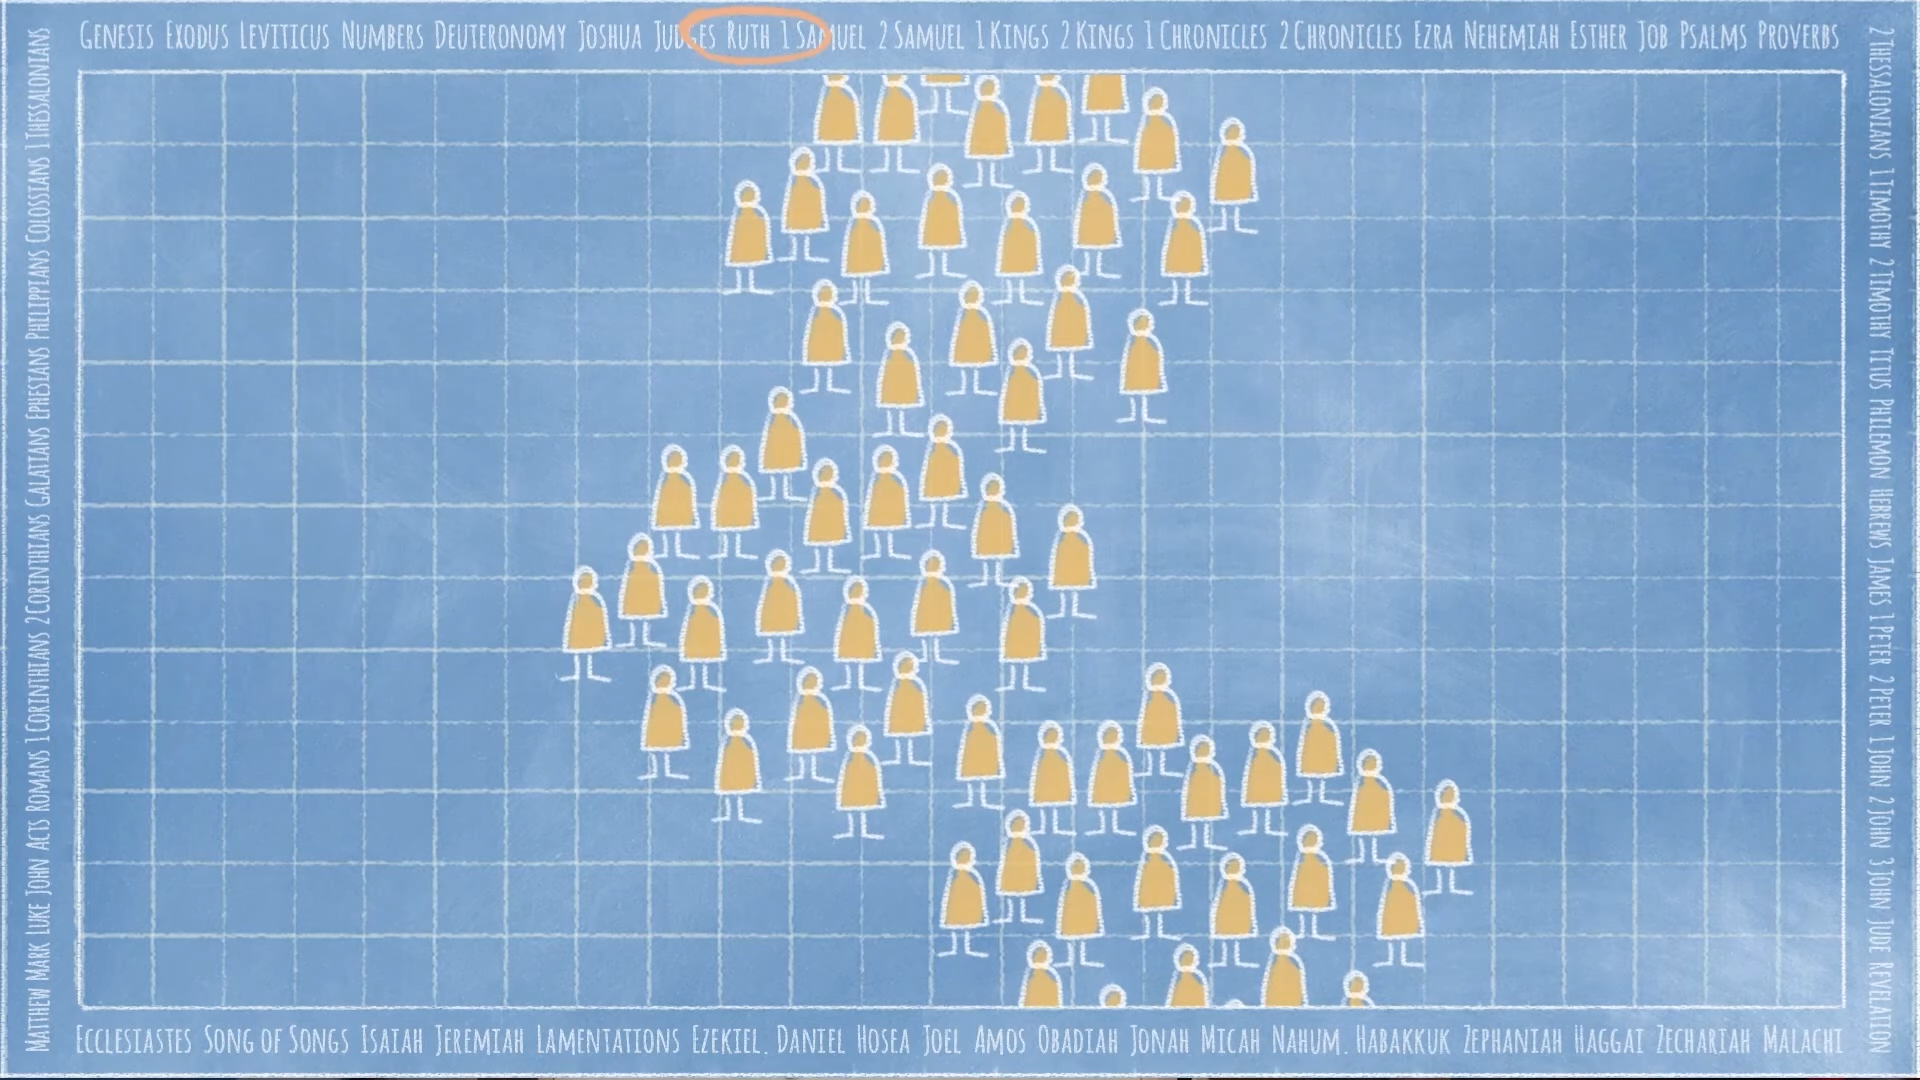 Genesis Exodus Leviticus Numbers Deuteronomy Joshua Judges Ruth 1 Samuel 2 Samuel 1 Kings 2 Kings 1 Chronicles 2 Chronicles Ezra Nehemiah Esther Job Psalms Proverbs
Ecclesiastes Song of Songs Isaiah Jeremiah Lamentations Ezekiel. Daniel Hosea Joel Amos Obadiah Jonah Micah Nahum. Habakkuk Zephaniah Haggai Zechariah Malachi
Matthew Mark Luke John Acts Romans 1 Corinthians 2 Corinthians Galatians Ephesians Philippians Colossians 1 Thessalonians
2 Thessalonians 1 Timothy 2 Timothy Titus Philemon Hebrews James 1 Peter 2 Peter 1 John 2 John 3 John Jude Revelation